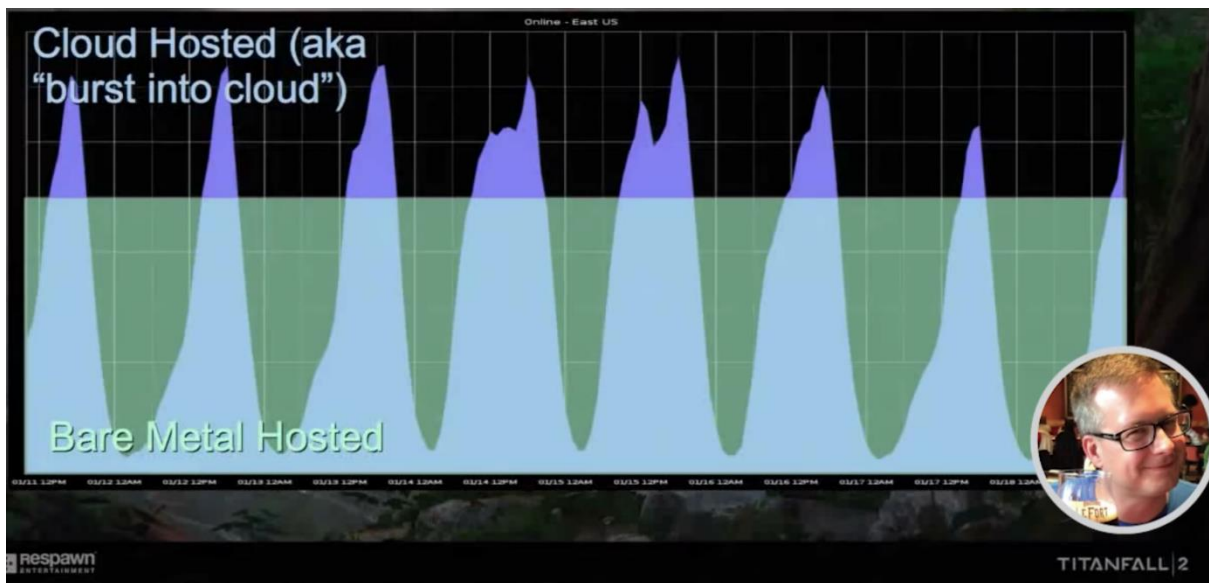 Online - East US
Cloud Hosted (aka
“burst into cloud”)
Bare Metal Hosted
01/11 12PM 01/12 12AM 01/12 12PM 01/13 12AM 01/13 12PM 01/14 12AM 01/14 12PM 01/15 12AM 01/15 12PM 01/16 12AM 01/16 12PM 01/17 12AM 01/17 12PM 01/18 12AM
Respawn
ENTERTAINMENT
TITANFALL|2